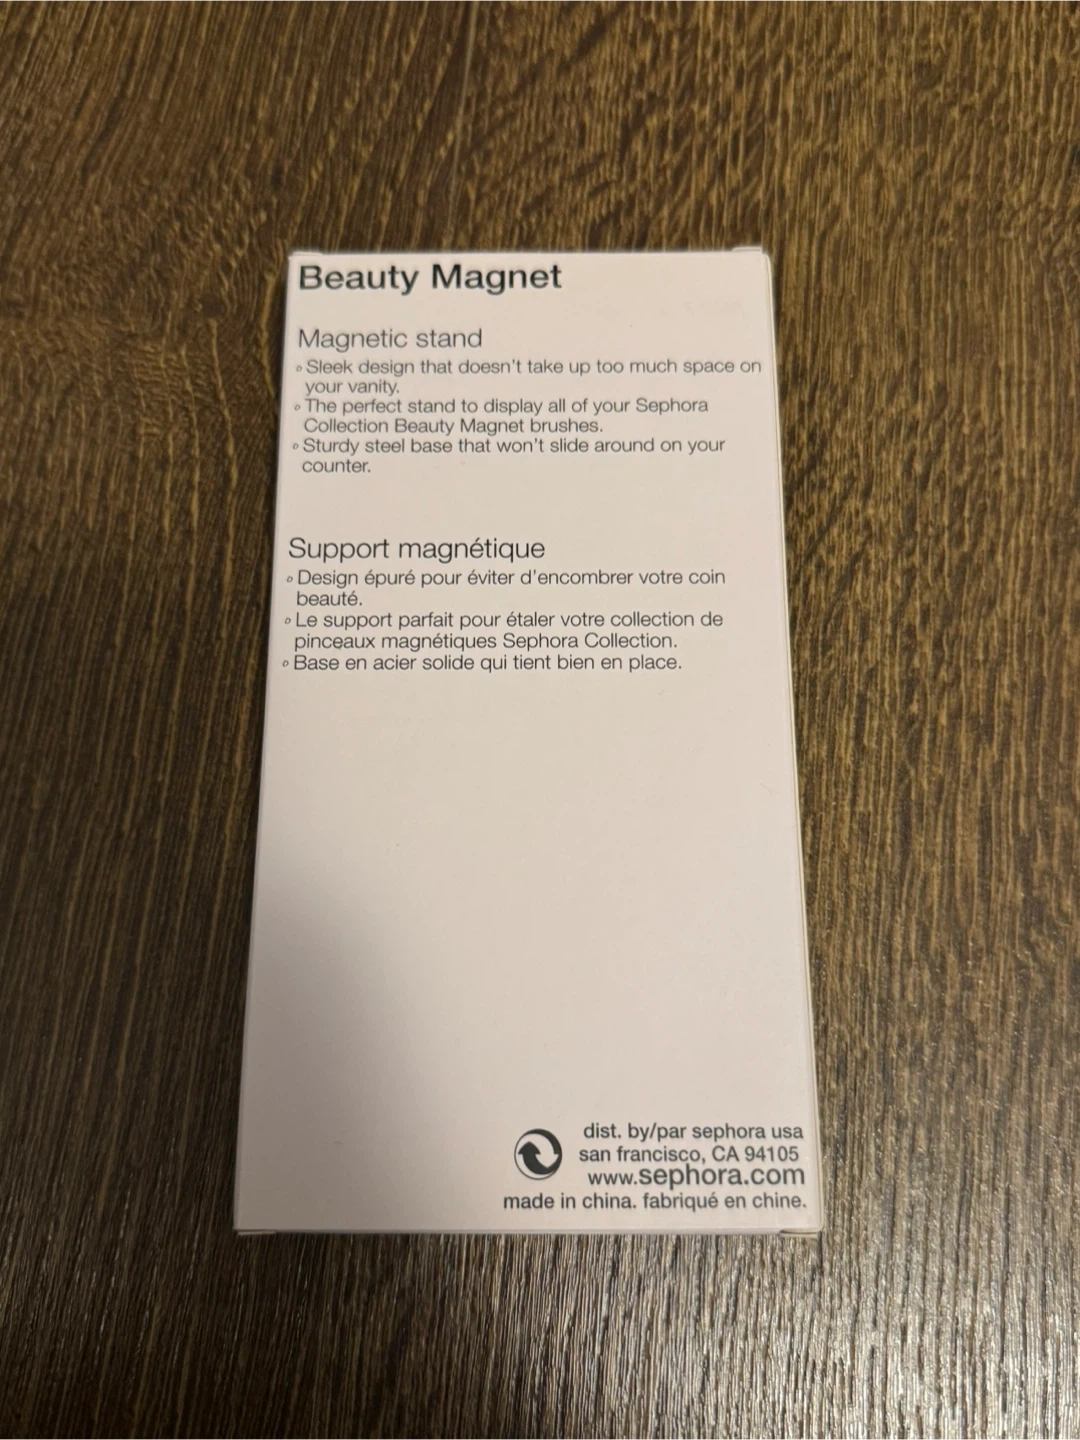 Beauty Magnet
Magnetic stand
◦ Sleek design that doesn't take up too much space on
your vanity.
◦ The perfect stand to display all of your Sephora
Collection Beauty Magnet brushes.
◦ Sturdy steel base that won't slide around on your
counter.
Support magnétique
◦ Design épuré pour éviter d'encombrer votre coin
beauté.
◦ Le support parfait pour étaler votre collection de
pinceaux magnétiques Sephora Collection.
◦ Base en acier solide qui tient bien en place.
dist. by/par sephora usa
san francisco, CA 94105
www.sephora.com
made in china. fabriqué en chine.